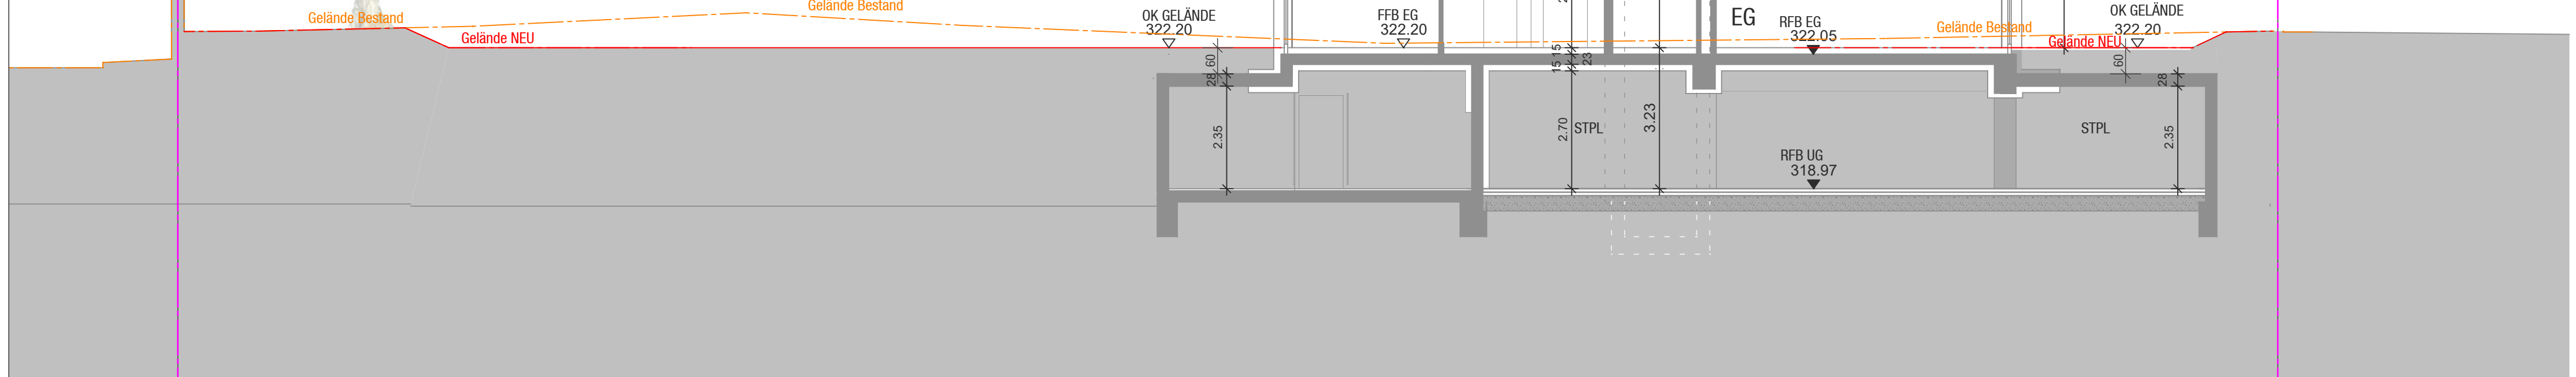 Gelände Bestand
Gelände Bestand
Gelände NEU
OK GELÄNDE
322.20
FFB EG
322.20
EG
RFB EG
322.05
Gelände Bestand
OK GELÄNDE
322.20
Gelände NEU
60
28
2.35
15
15
23
2.70
STPL
3.23
RFB UG
318.97
STPL
60
28
2.35